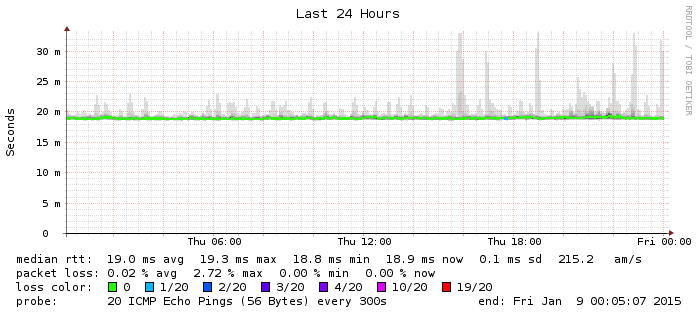 Last 24 Hours
RRDTOOL / TOBI OETIKER
Seconds
30 m
25 m
20 m
15 m
10 m
5 m
0
Thu 06:00 Thu 12:00 Thu 18:00 Fri 00:00
median rtt: 19.0 ms avg 19.3 ms max 18.8 ms min 18.9 ms now 0.1 ms sd 215.2 am/s
packet loss: 0.02 % avg 2.72 % max 0.00 % min 0.00 % now
loss color: 0 1/20 2/20 3/20 4/20 10/20 19/20
probe: 20 ICMP Echo Pings (56 Bytes) every 300s end: Fri Jan 9 00:05:07 2015